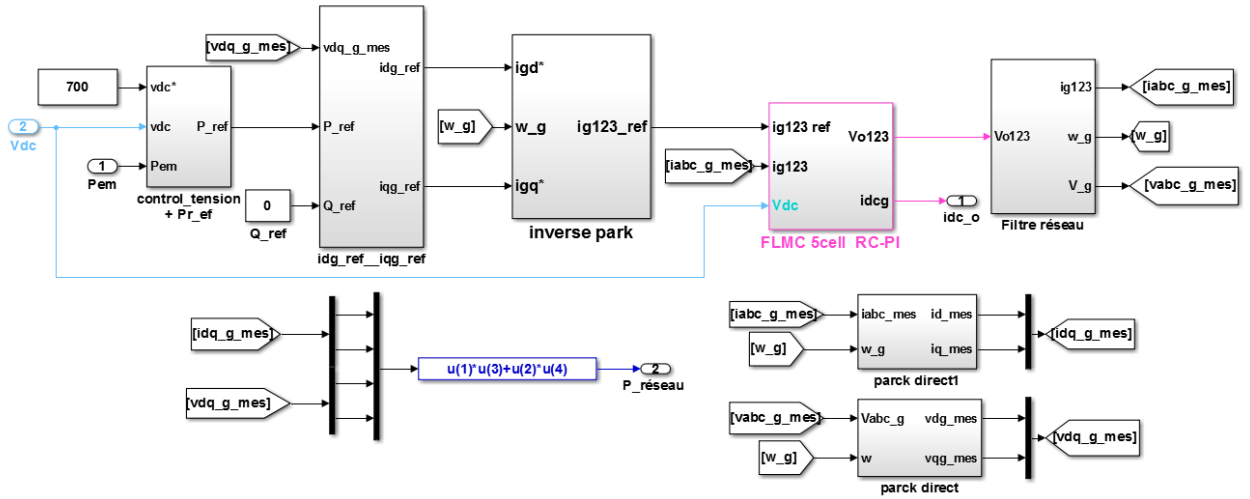 [vdq_g_mes]
700
2
Vdc
1
Pem
vdc*
vdc
P_ref
Pem
control_tension
+ Pr_ef
0
Q_ref
vdq_g_mes
idg_ref
P_ref
iqg_ref
Q_ref
idg_ref__iqg_ref
[w_g]
igd*
w_g
ig123_ref
igq*
inverse park
[iabc_g_mes]
ig123 ref
Vo123
ig123
Vdc
idcg
FLMC 5cell RC-PI
1
idc_o
Vo123
ig123
w_g
V_g
Filtre réseau
[iabc_g_mes]
[w_g]
[vabc_g_mes]
[idq_g_mes]
[vdq_g_mes]
u(1)*u(3)+u(2)*u(4)
2
P_réseau
[iabc_g_mes]
[w_g]
iabc_mes
id_mes
w_g
iq_mes
parck direct1
[idq_g_mes]
[vabc_g_mes]
[w_g]
Vabc_g
vdg_mes
w
vqg_mes
parck direct
[vdq_g_mes]